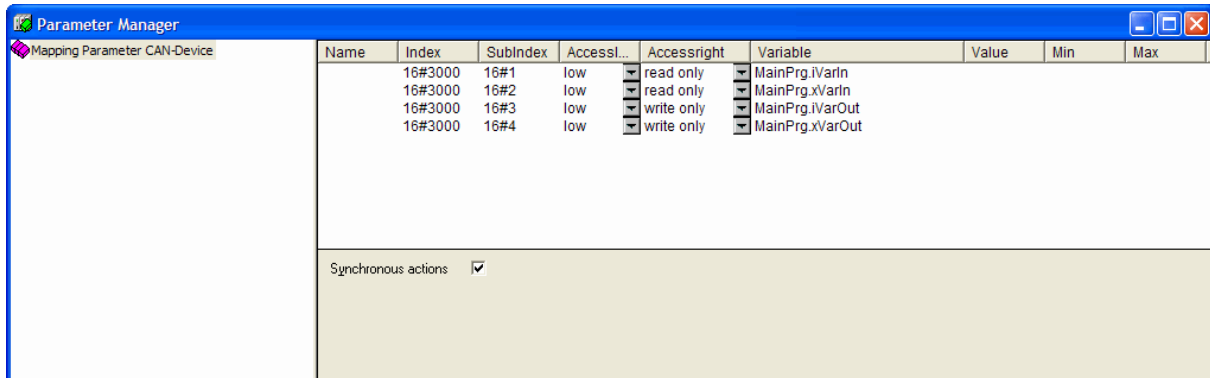 Parameter Manager
Mapping Parameter CAN-Device
Name Index SubIndex Accessl... Accessright Variable Value Min Max
16#3000 16#1 low read only MainPrg.iVarIn
16#3000 16#2 low read only MainPrg.xVarIn
16#3000 16#3 low write only MainPrg.iVarOut
16#3000 16#4 low write only MainPrg.xVarOut
Synchronous actions